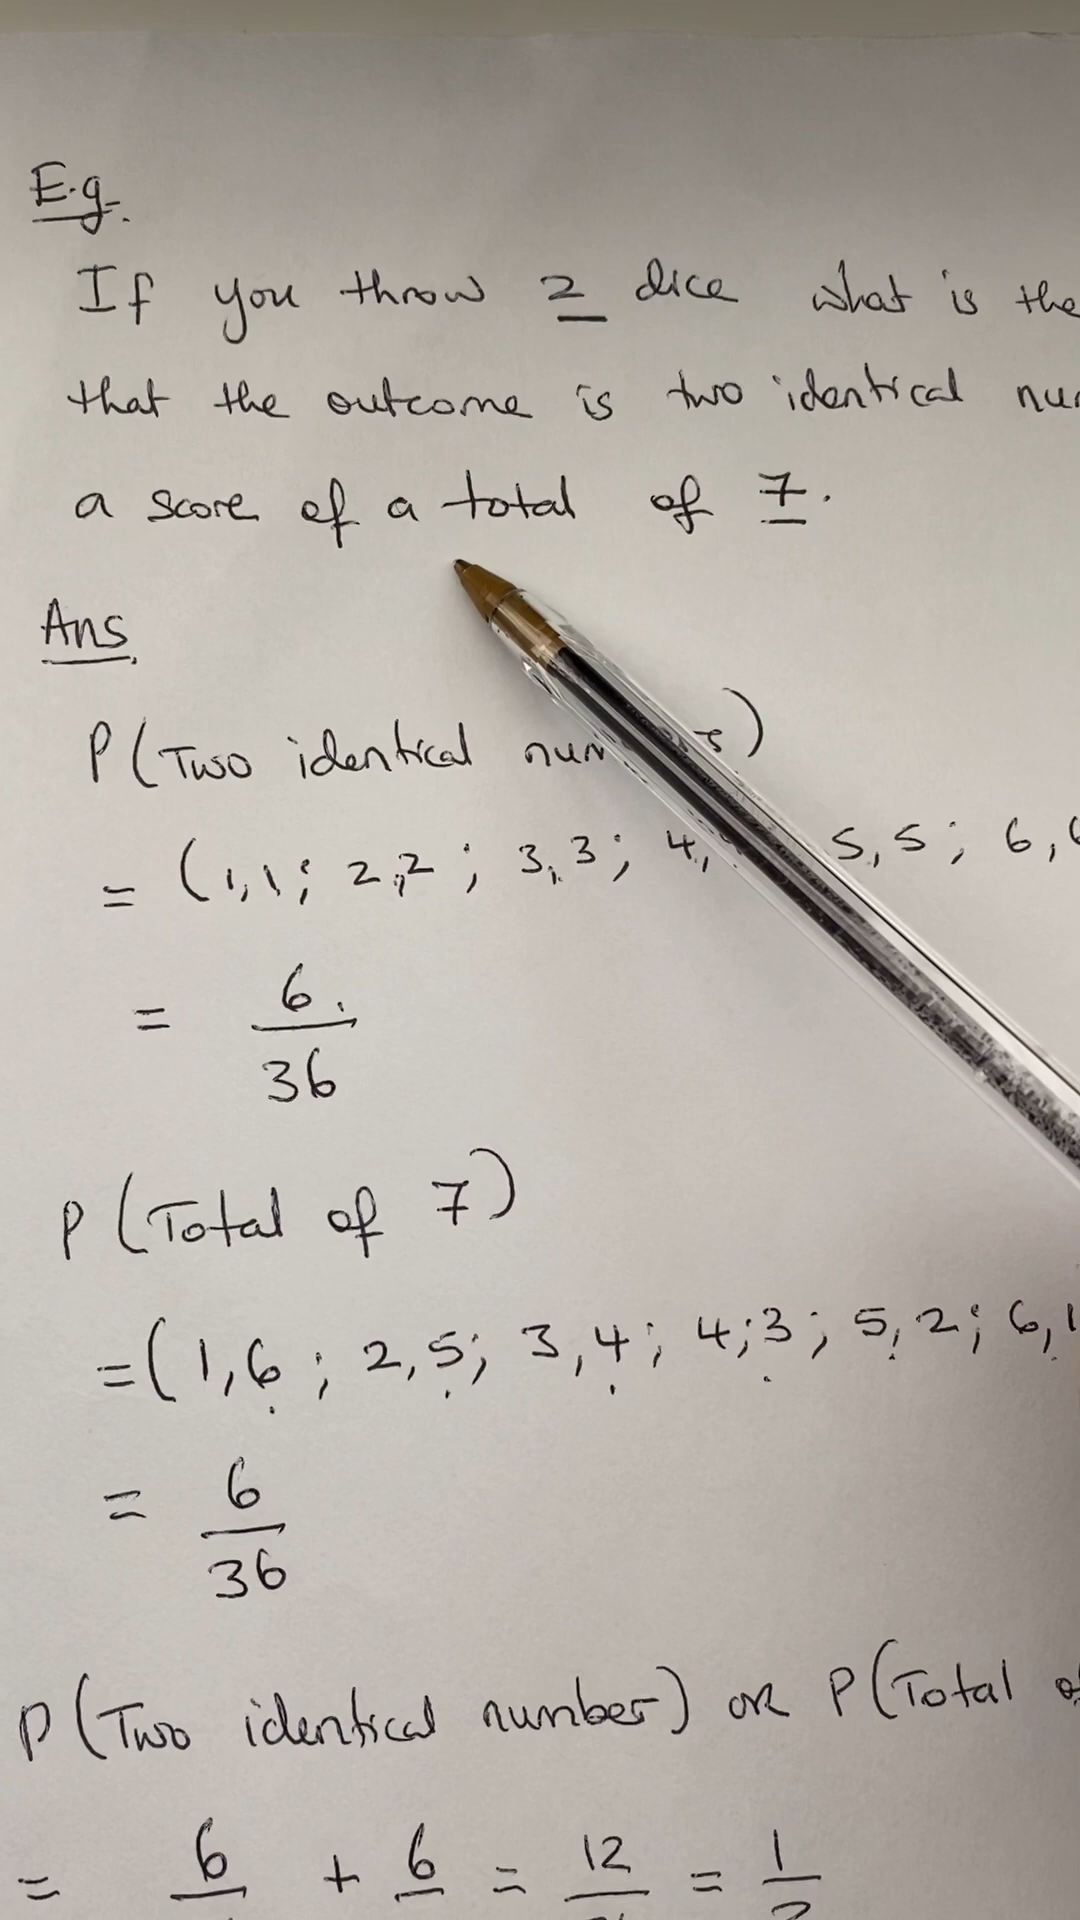 E.g.
If you throw 2 dice what is the
that the outcome is two identical
a score of a total of 7.
Ans.
P (Two identical
= (1,1; 2,2; 3,3; 4, 5,5; 6,
= 6
36
P (Total of 7)
= (1,6; 2,5; 3,4; 4;3; 5,2; 6,1
= 6
36
P (Two identical number) or P (Total of
= 6 + 6 = 12 = 1